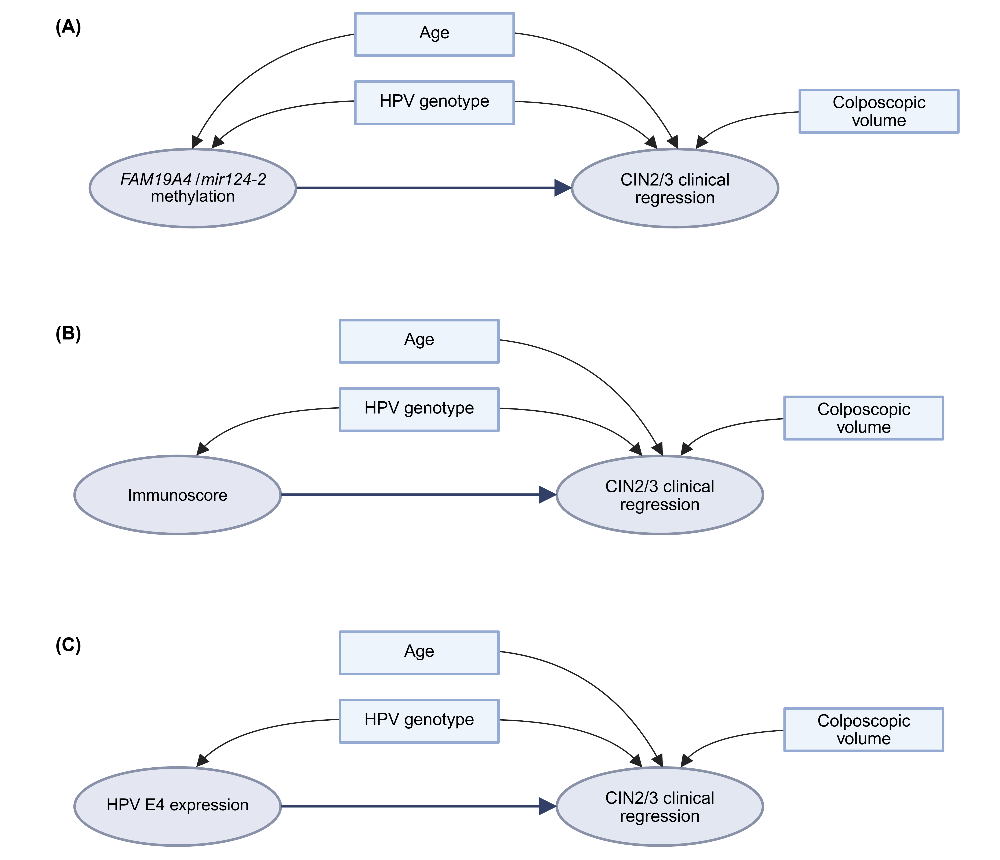 (A)
Age
HPV genotype
Colposcopic
volume
FAM19A4/mir124-2
methylation
CIN2/3 clinical
regression
(B)
Age
HPV genotype
Colposcopic
volume
Immunoscore
CIN2/3 clinical
regression
(C)
Age
HPV genotype
Colposcopic
volume
HPV E4 expression
CIN2/3 clinical
regression